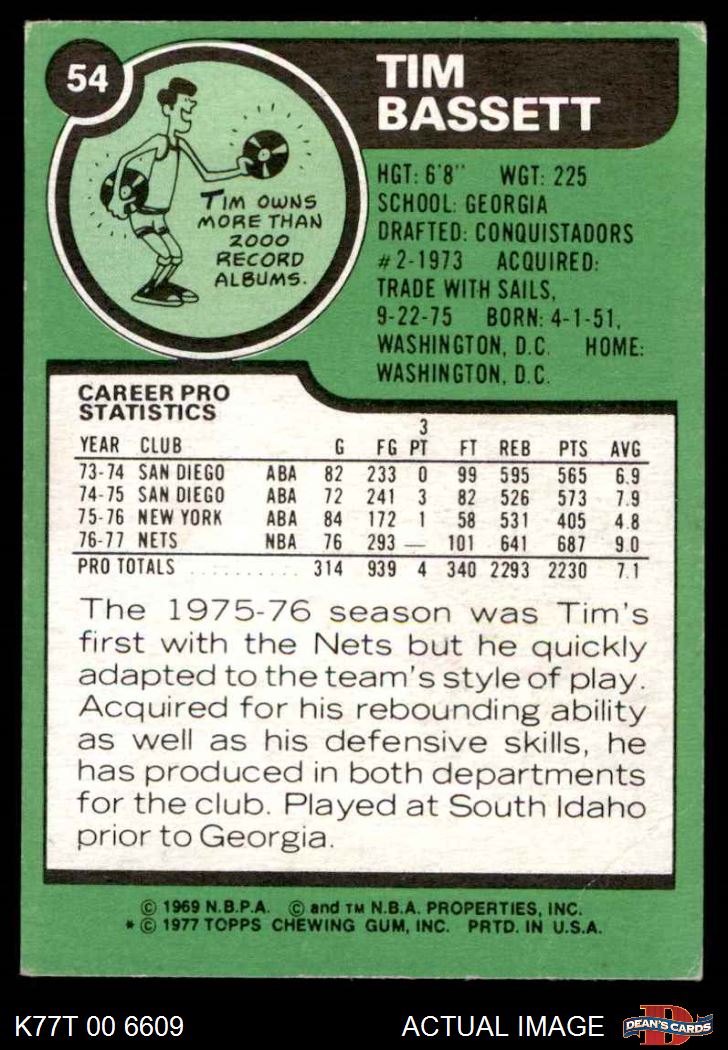 54
TIM
BASSETT
TIM OWNS
MORE THAN
2000
RECORD
ALBUMS.
HGT: 6'8" WGT: 225
SCHOOL: GEORGIA
DRAFTED: CONQUISTADORS
#2-1973 ACQUIRED:
TRADE WITH SAILS,
9-22-75 BORN: 4-1-51,
WASHINGTON, D.C. HOME:
WASHINGTON, D.C.
CAREER PRO
STATISTICS
YEAR CLUB G FG 3 PT FT REB PTS AVG
73-74 SAN DIEGO ABA 82 233 0 99 595 565 6.9
74-75 SAN DIEGO ABA 72 241 3 82 526 573 7.9
75-76 NEW YORK ABA 84 172 1 58 531 405 4.8
76-77 NETS NBA 76 293 — 101 641 687 9.0
PRO TOTALS .......... 314 939 4 340 2293 2230 7.1
The 1975-76 season was Tim's
first with the Nets but he quickly
adapted to the team's style of play.
Acquired for his rebounding ability
as well as his defensive skills, he
has produced in both departments
for the club. Played at South Idaho
prior to Georgia.
© 1969 N.B.P.A. © and TM N.B.A. PROPERTIES, INC.
* © 1977 TOPPS CHEWING GUM, INC. PRTD. IN U.S.A.
K77T 00 6609 ACTUAL IMAGE
D
DEAN'S CARDS